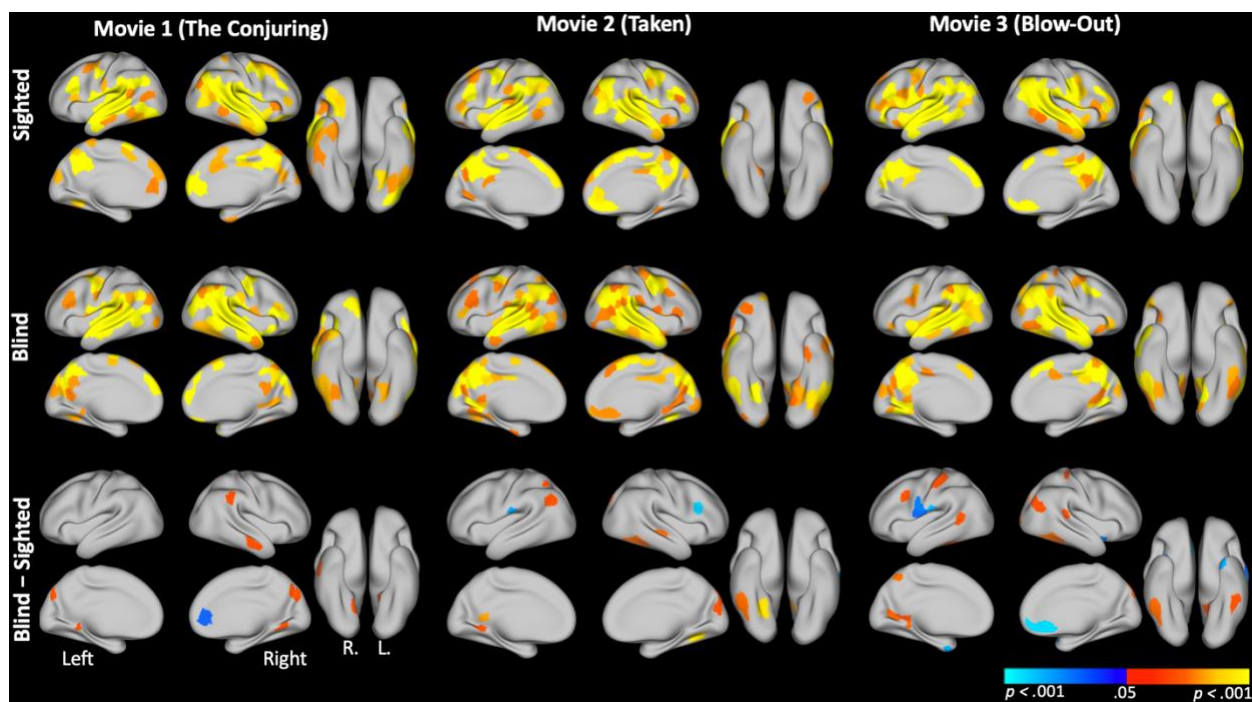 Movie 1 (The Conjuring)
Movie 2 (Taken)
Movie 3 (Blow-Out)
Sighted
Blind
Blind – Sighted
Left
Right
R.
L.
p < .001
.05
p < .001